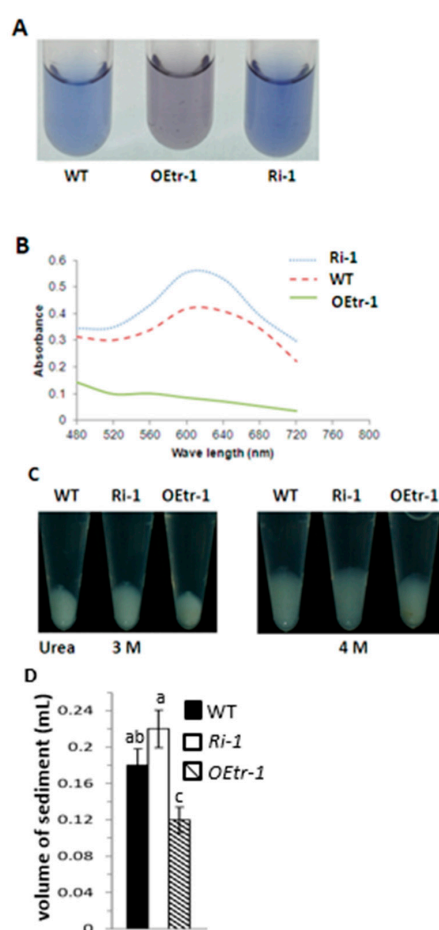 A
WT OEtr-1 Ri-1
B
0.6
0.5
0.4
0.3
0.2
0.1
0
Absorbance
Ri-1
WT
OEtr-1
480 520 560 600 640 680 720 760 800
Wave length (nm)
C
WT Ri-1 OEtr-1 WT Ri-1 OEtr-1
Urea 3 M 4 M
D
volume of sediment (mL)
0.24
0.2
0.16
0.12
0.08
0.04
0
ab
a
c
WT
Ri-1
OEtr-1